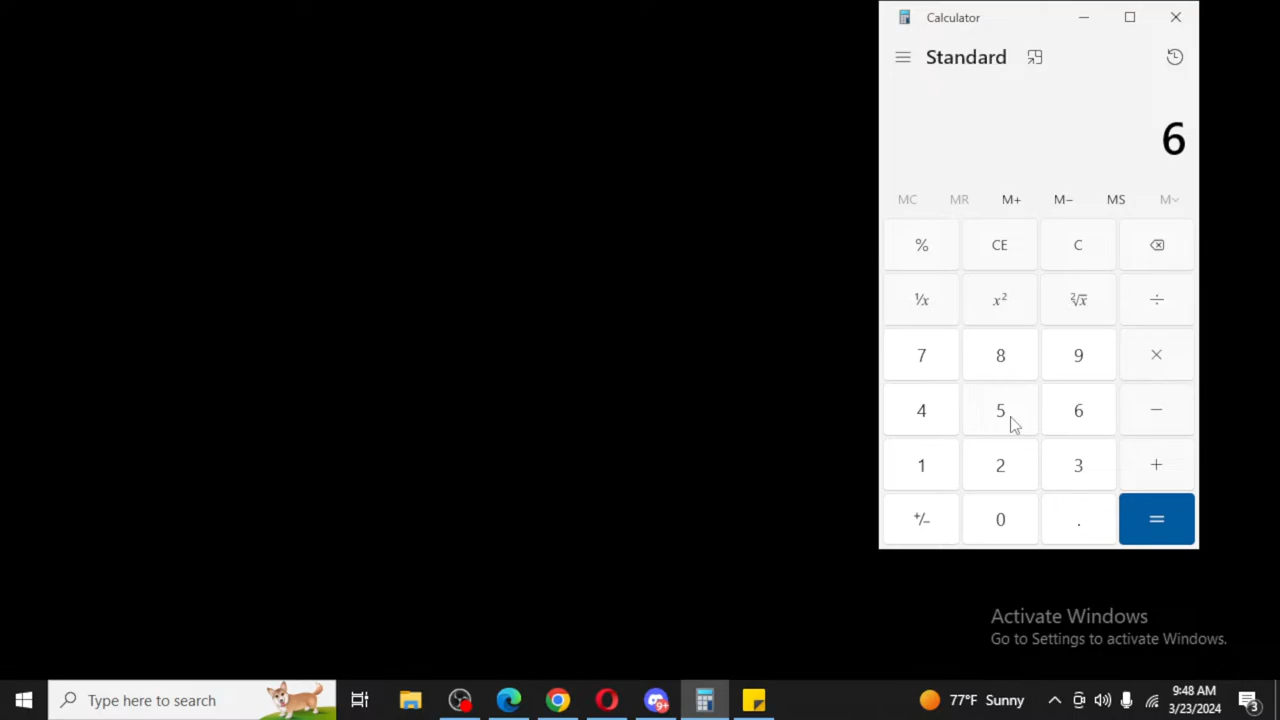 Calculator
Standard
6
MC MR M+ M− MS M
% CE C
¹/x x² ²√x ÷
7 8 9 ×
4 5 6 −
1 2 3 +
+/− 0 . =
Activate Windows
Go to Settings to activate Windows.
Type here to search
9+
77°F Sunny
9:48 AM
3/23/2024
3